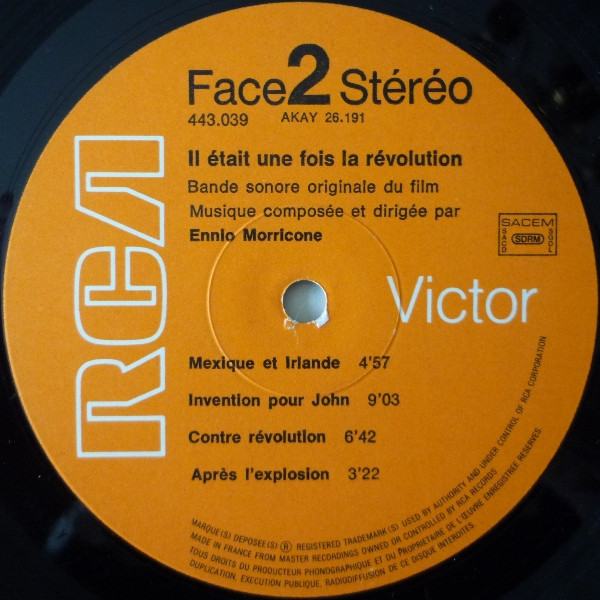 Face 2 Stéréo
443.039 AKAY 26.191
Il était une fois la révolution
Bande sonore originale du film
Musique composée et dirigée par
Ennio Morricone
SACEM
SACD SDRM SGDL
RCA
Victor
Mexique et Irlande 4'57
Invention pour John 9'03
Contre révolution 6'42
Après l'explosion 3'22
MARQUE(S) DEPOSEE(S) ® REGISTERED TRADEMARK(S) USED BY AUTHORITY AND UNDER CONTROL OF RCA CORPORATION
MADE IN FRANCE FROM MASTER RECORDINGS OWNED OR CONTROLLED BY RCA RECORDS
TOUS DROITS DU PRODUCTEUR PHONOGRAPHIQUE ET DU PROPRIETAIRE DE L'ŒUVRE ENREGISTREE RESERVES.
DUPLICATION, EXECUTION PUBLIQUE, RADIODIFFUSION DE CE DISQUE INTERDITES.